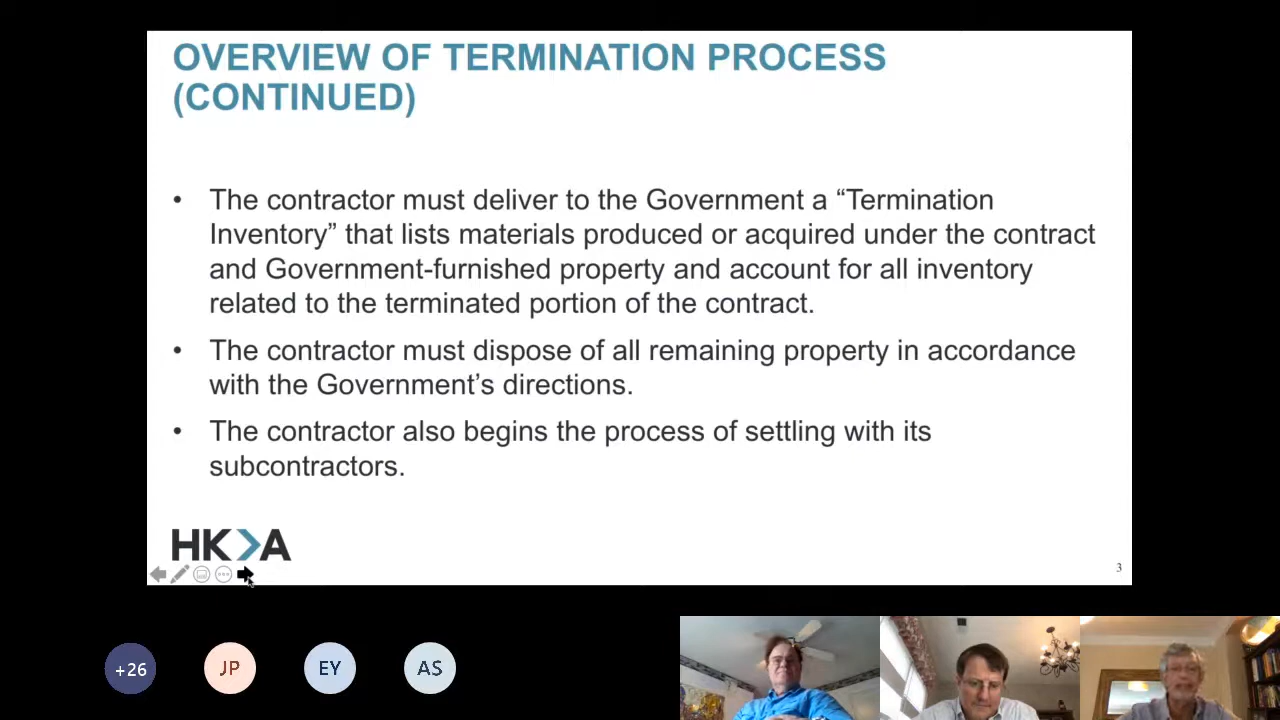 OVERVIEW OF TERMINATION PROCESS
(CONTINUED)
• The contractor must deliver to the Government a “Termination
Inventory” that lists materials produced or acquired under the contract
and Government-furnished property and account for all inventory
related to the terminated portion of the contract.
• The contractor must dispose of all remaining property in accordance
with the Government’s directions.
• The contractor also begins the process of settling with its
subcontractors.
HKA
3
+26
JP
EY
AS